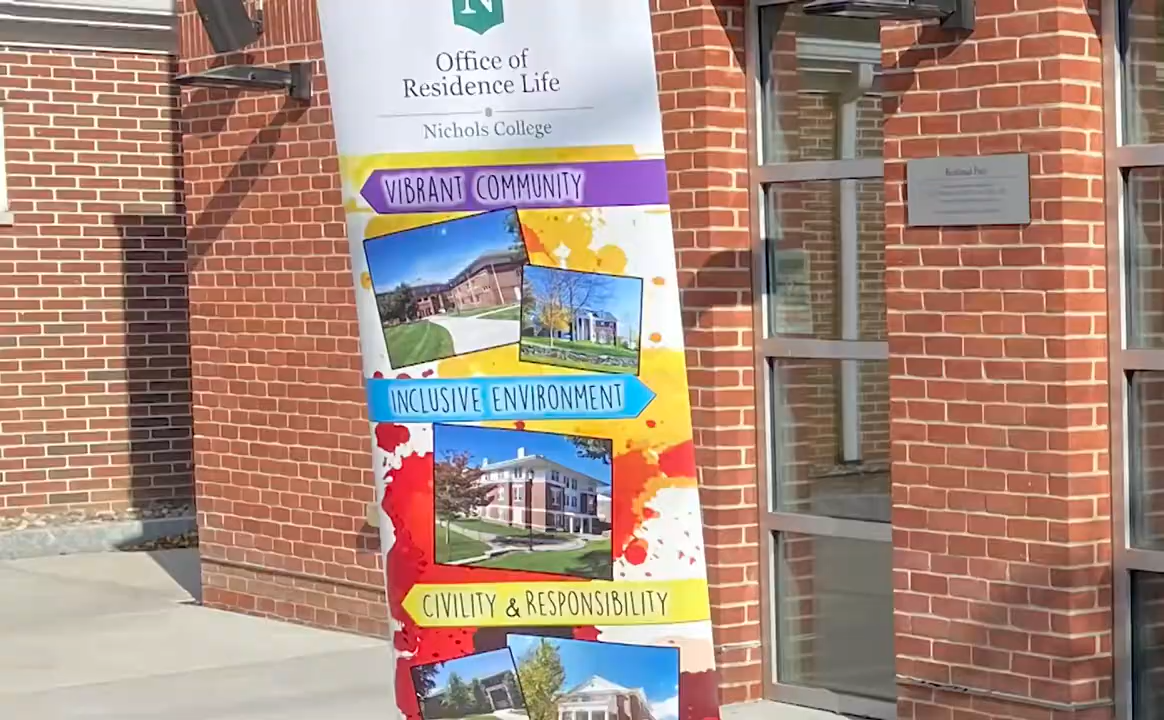 N
Office of
Residence Life
Nichols College
VIBRANT COMMUNITY
INCLUSIVE ENVIRONMENT
CIVILITY & RESPONSIBILITY